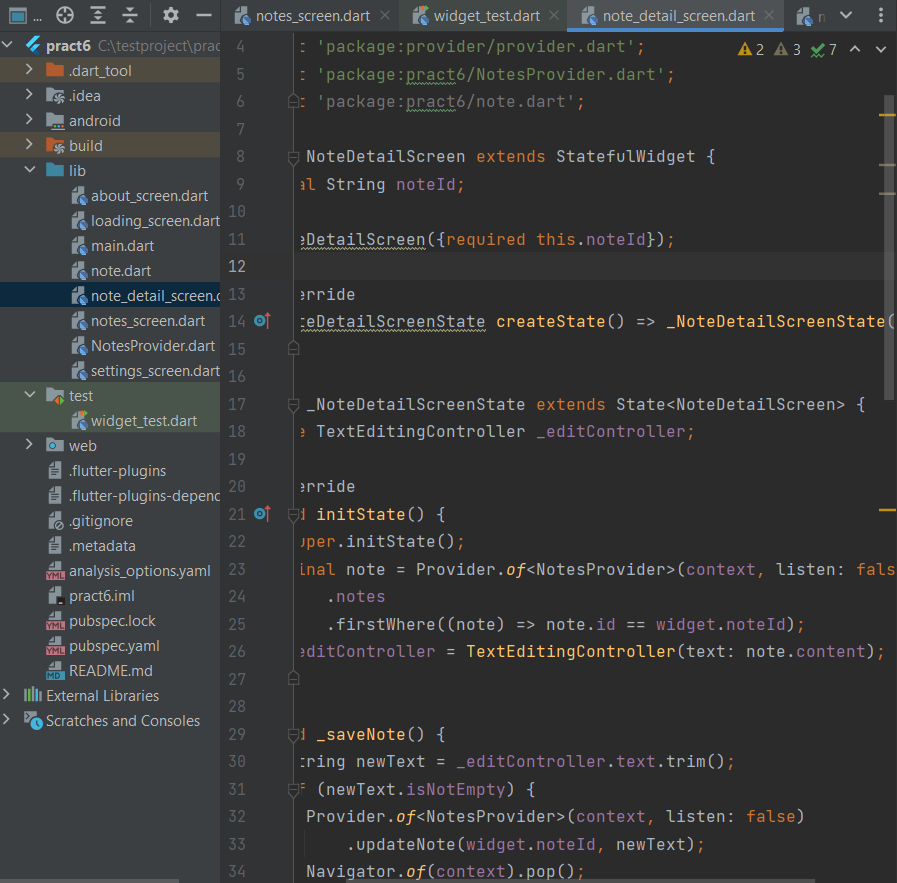 ...
notes_screen.dart
widget_test.dart
note_detail_screen.dart
n
pract6 C:\testproject\prac
.dart_tool
.idea
android
build
lib
about_screen.dart
loading_screen.dart
main.dart
note.dart
note_detail_screen.d
notes_screen.dart
NotesProvider.dart
settings_screen.dart
test
widget_test.dart
web
.flutter-plugins
.flutter-plugins-depend
.gitignore
.metadata
analysis_options.yaml
pract6.iml
pubspec.lock
pubspec.yaml
README.md
External Libraries
Scratches and Consoles
2 3 7
4 t 'package:provider/provider.dart';
5 t 'package:pract6/NotesProvider.dart';
6 t 'package:pract6/note.dart';
7
8 NoteDetailScreen extends StatefulWidget {
9 al String noteId;
10
11 eDetailScreen({required this.noteId});
12
13 erride
14 teDetailScreenState createState() => _NoteDetailScreenState(
15
16
17 _NoteDetailScreenState extends State<NoteDetailScreen> {
18 e TextEditingController _editController;
19
20 erride
21 d initState() {
22 uper.initState();
23 inal note = Provider.of<NotesProvider>(context, listen: fals
24 .notes
25 .firstWhere((note) => note.id == widget.noteId);
26 editController = TextEditingController(text: note.content);
27
28
29 d _saveNote() {
30 tring newText = _editController.text.trim();
31 f (newText.isNotEmpty) {
32 Provider.of<NotesProvider>(context, listen: false)
33 .updateNote(widget.noteId, newText);
34 Navigator.of(context).pop();